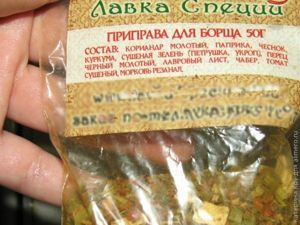 Лавка Специй
ПРИПРАВА ДЛЯ БОРЩА 50Г
СОСТАВ: КОРИАНДР МОЛОТЫЙ, ПАПРИКА, ЧЕСНОК,
КУРКУМА, СУШЕНАЯ ЗЕЛЕНЬ (ПЕТРУШКА, УКРОП), ПЕРЕЦ
ЧЕРНЫЙ МОЛОТЫЙ, ЛАВРОВЫЙ ЛИСТ, ЧАБЕР, ТОМАТ
СУШЕНЫЙ, МОРКОВЬ РЕЗАНАЯ.